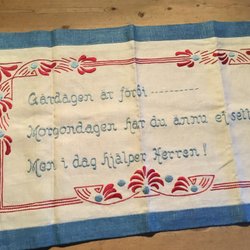 Gårdagen är förbi ----------
Morgondagen har du ännu ej sett
Men i dag hjälper Herren!